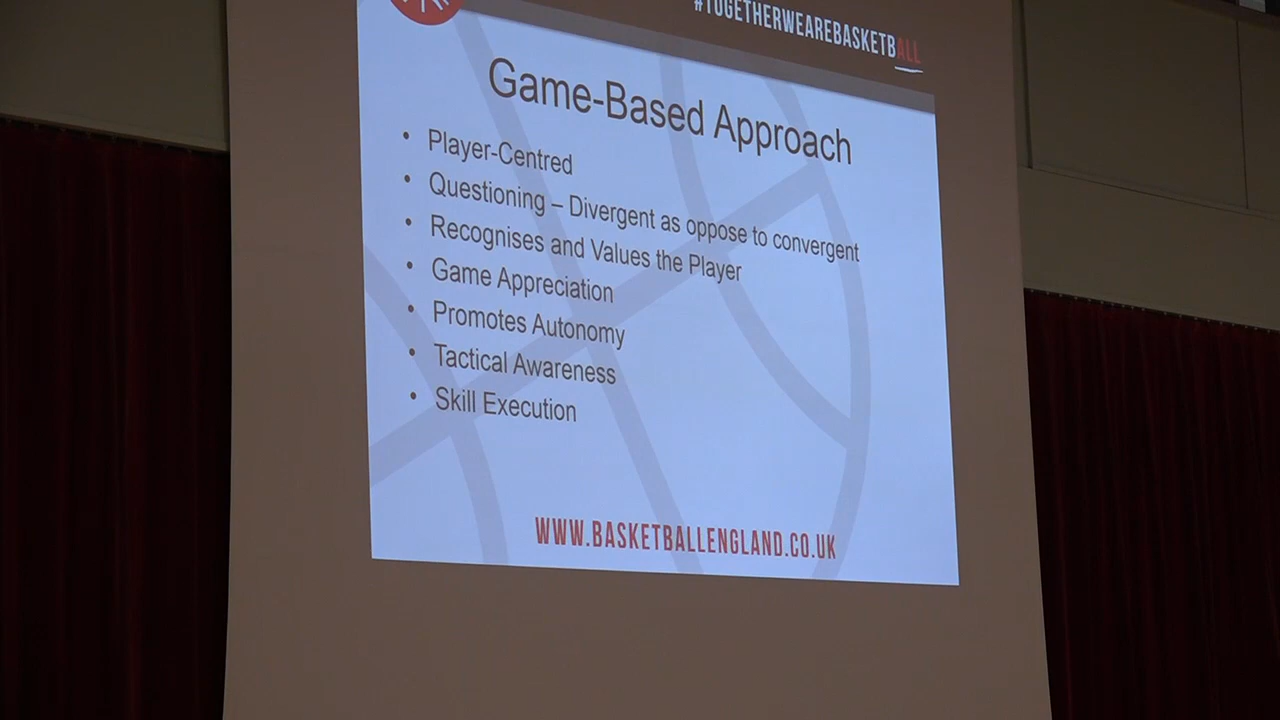 #TOGETHERWEAREBASKETBALL
Game-Based Approach
• Player-Centred
• Questioning – Divergent as oppose to convergent
• Recognises and Values the Player
• Game Appreciation
• Promotes Autonomy
• Tactical Awareness
• Skill Execution
WWW.BASKETBALLENGLAND.CO.UK